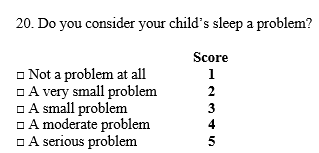 20. Do you consider your child’s sleep a problem?
Score
□ Not a problem at all 1
□ A very small problem 2
□ A small problem 3
□ A moderate problem 4
□ A serious problem 5